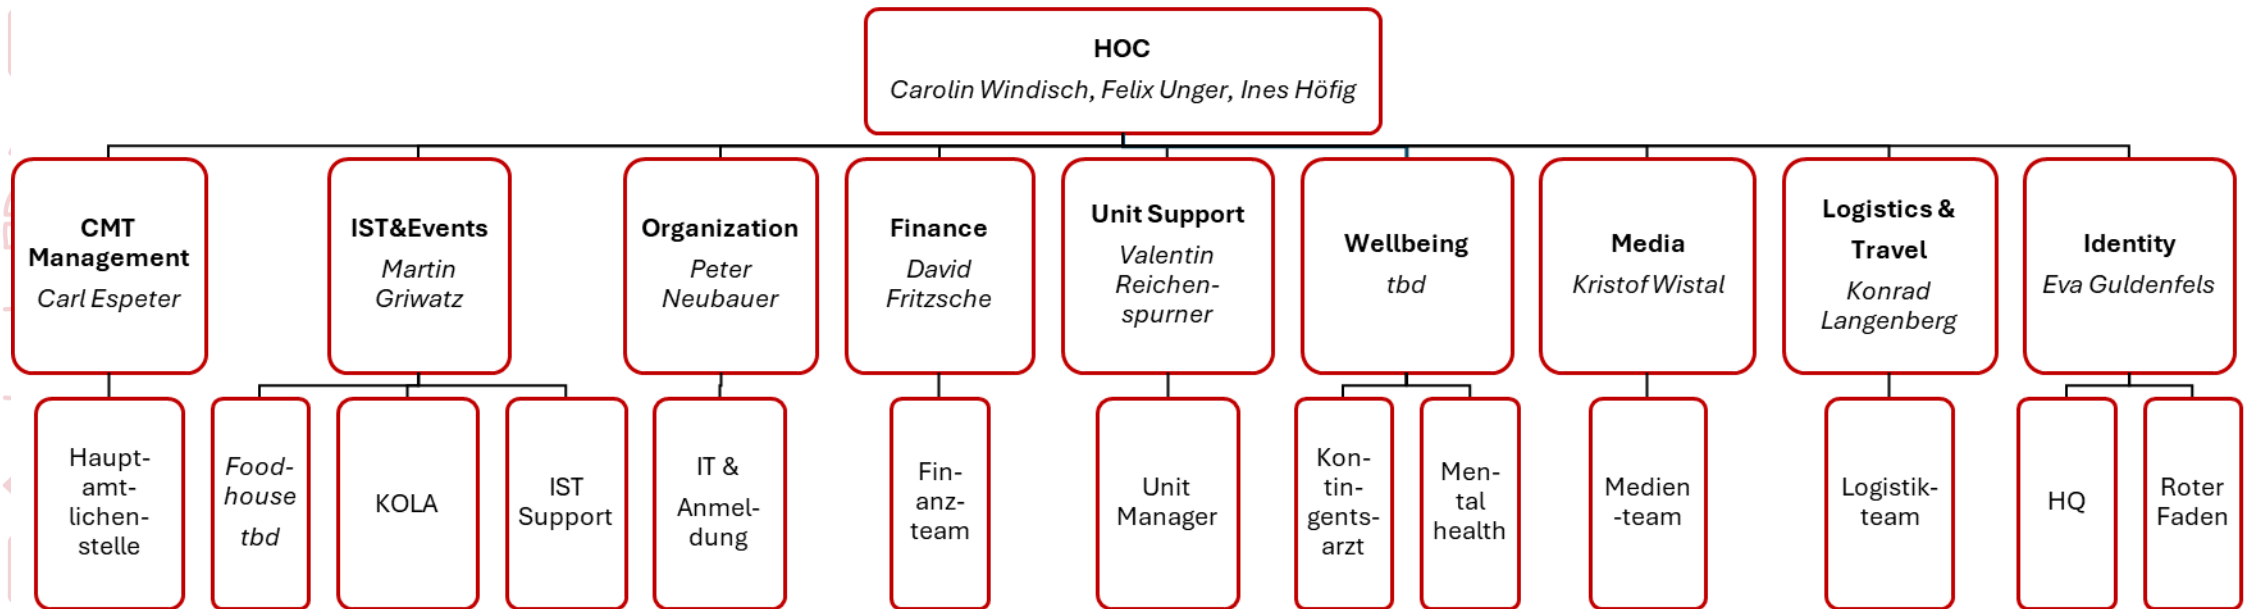 HOC
Carolin Windisch, Felix Unger, Ines Höfig
CMT
Management
Carl Espeter
IST&Events
Martin
Griwatz
Organization
Peter
Neubauer
Finance
David
Fritzsche
Unit Support
Valentin
Reichen-
spurner
Wellbeing
tbd
Media
Kristof Wistal
Logistics &
Travel
Konrad
Langenberg
Identity
Eva Guldenfels
Haupt-
amt-
lichen-
stelle
Food-
house
tbd
KOLA
IST
Support
IT &
Anmel-
dung
Fin-
anz-
team
Unit
Manager
Kon-
tin-
gents-
arzt
Men-
tal
health
Medien
-team
Logistik-
team
HQ
Roter
Faden